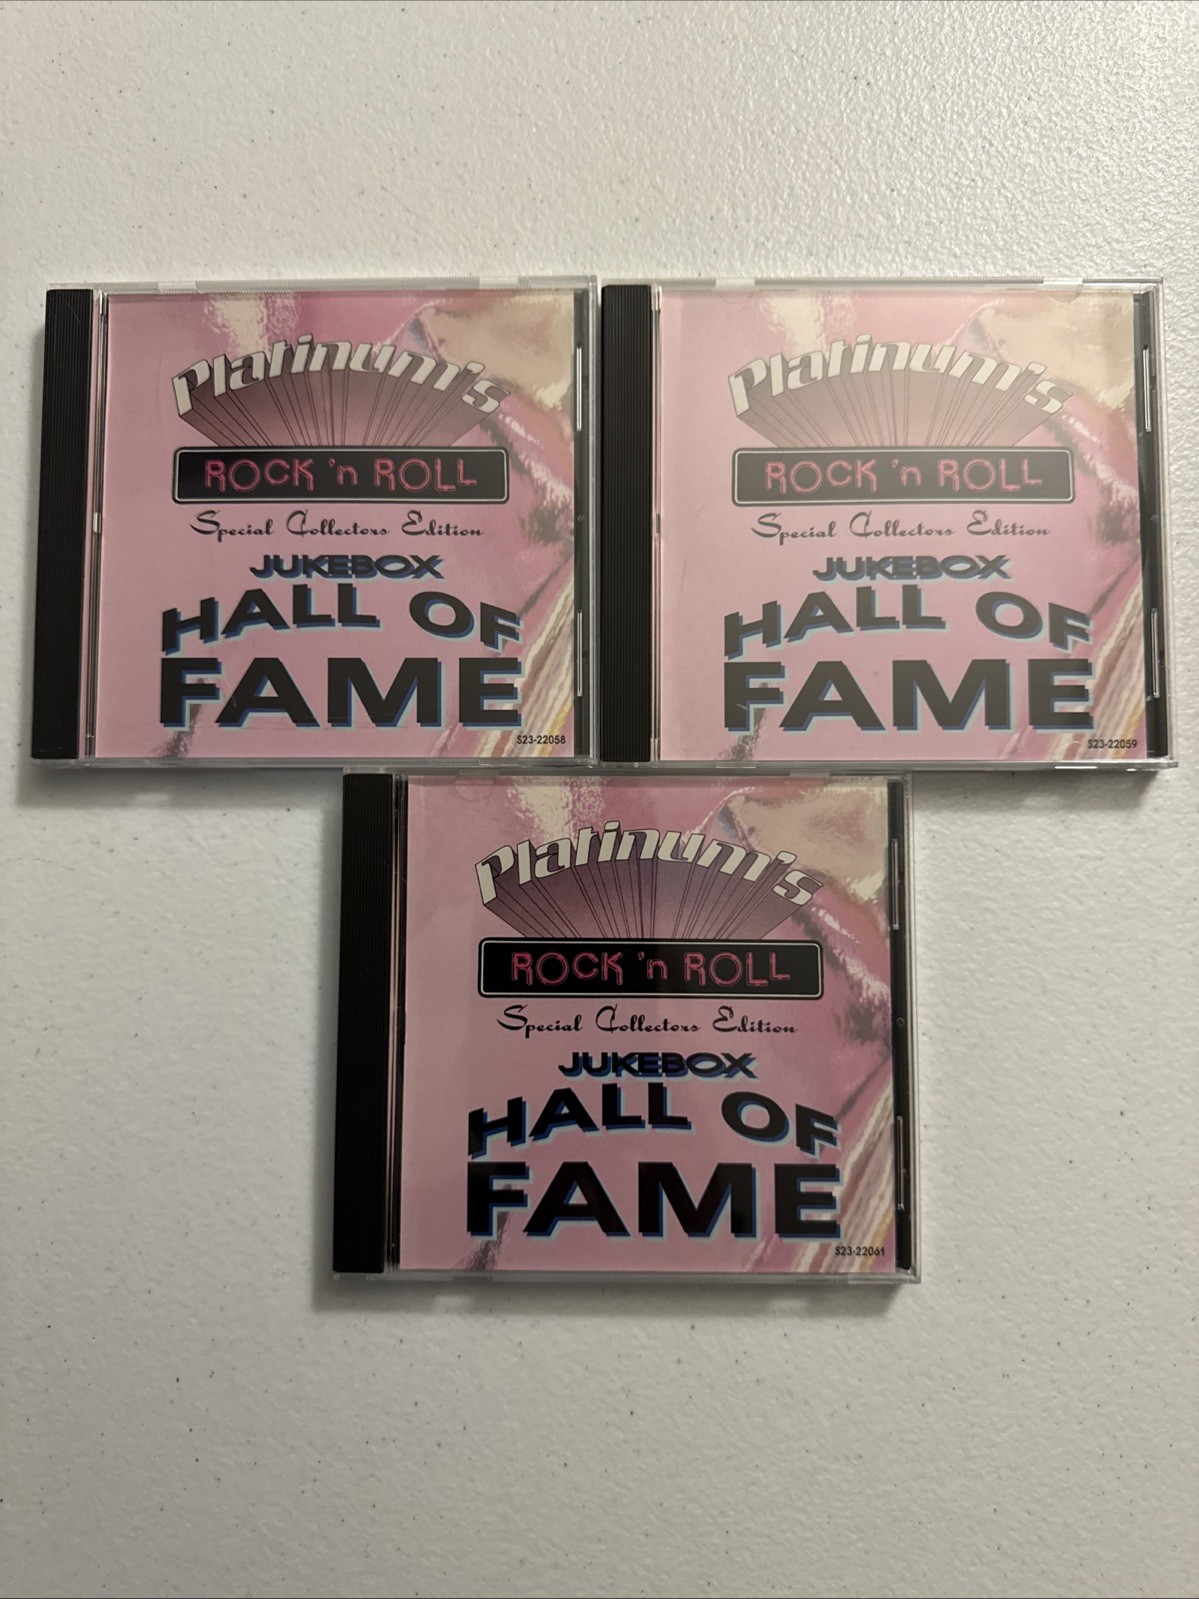 Platinum's
ROCK 'n ROLL
Special Collectors Edition
JUKEBOX
HALL OF
FAME
S23-22058
Platinum's
ROCK 'n ROLL
Special Collectors Edition
JUKEBOX
HALL OF
FAME
S23-22059
Platinum's
ROCK 'n ROLL
Special Collectors Edition
JUKEBOX
HALL OF
FAME
S23-22061